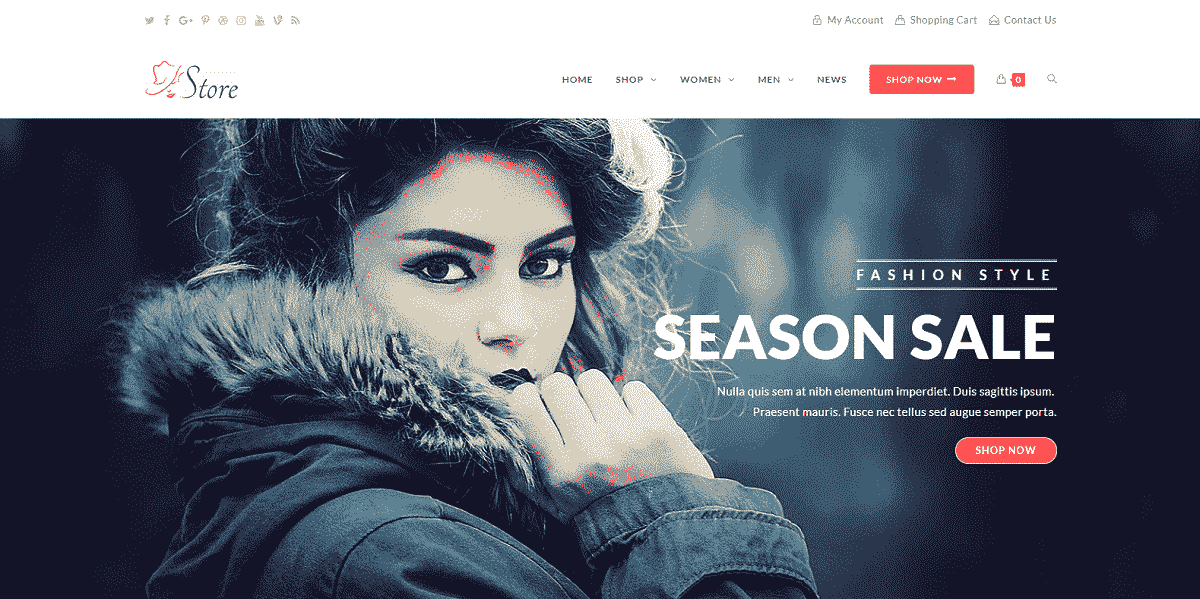 My Account Shopping Cart Contact Us
Store
HOME SHOP WOMEN MEN NEWS SHOP NOW 0
FASHION STYLE
SEASON SALE
Nulla quis sem at nibh elementum imperdiet. Duis sagittis ipsum.
Praesent mauris. Fusce nec tellus sed augue semper porta.
SHOP NOW